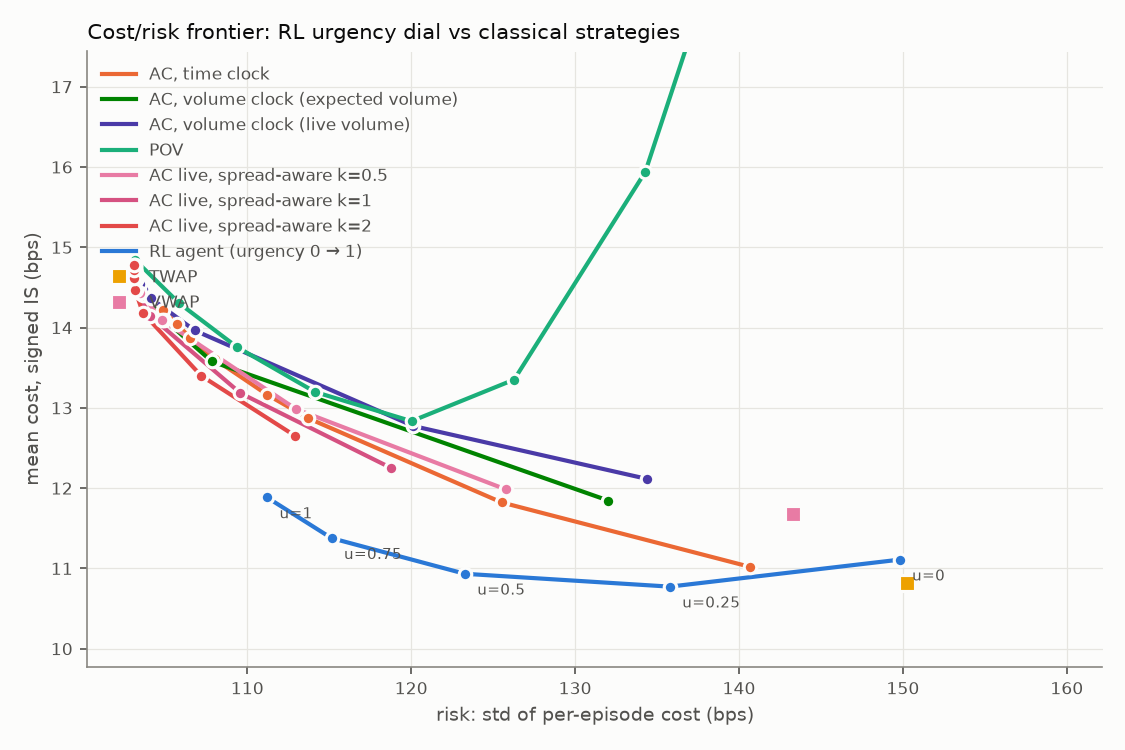 Cost/risk frontier: RL urgency dial vs classical strategies
AC, time clock
AC, volume clock (expected volume)
AC, volume clock (live volume)
POV
AC live, spread-aware k=0.5
AC live, spread-aware k=1
AC live, spread-aware k=2
RL agent (urgency 0 → 1)
TWAP
VWAP
17
16
15
14
13
12
11
10
mean cost, signed IS (bps)
u=1
u=0.75
u=0.5
u=0.25
u=0
110
120
130
140
150
160
risk: std of per-episode cost (bps)